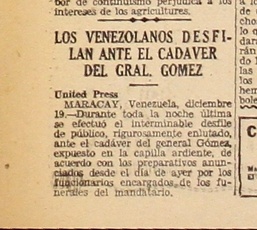 bor de continuismo perjudica a los
intereses de los agricultores.
LOS VENEZOLANOS DESFI-
LAN ANTE EL CADAVER
DEL GRAL. GOMEZ
United Press
MARACAY, Venezuela, diciembre
19.—Durante toda la noche última
se efectuó el interminable desfile
de público, rigurosamente enlutado,
ante el cadáver del general Gómez,
expuesto en la capilla ardiente, de
acuerdo con los preparativos anun-
ciados desde el día de ayer por los
funcionarios encargados de los fu-
nerales del mandatario.